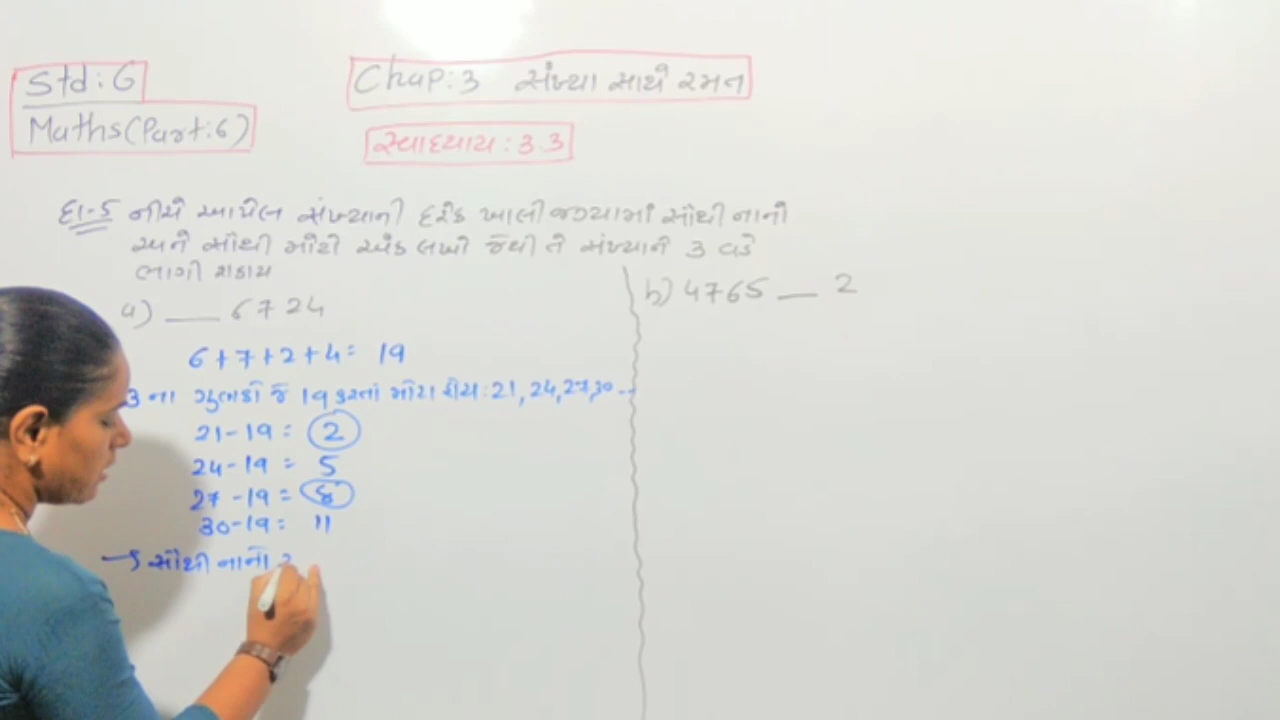 Std: 6
Maths(Part:6)
Chap:3 સંખ્યા સાથે રમત
સ્વાધ્યાય : 3.3
દા-5 નીચે આપેલ સંખ્યાની દરેક ખાલી જગ્યામાં સૌથી નાનો
અને સૌથી મોટો અંક લખો જેથી તે સંખ્યાને 3 વડે
ભાગી શકાય
a) ___ 6724
6+7+2+4= 19
3 ના ગુણકો જે 19 કરતાં મોટા હોય: 21, 24, 27, 30 ...
21-19 = 2
24-19 = 5
27-19 = 8
30-19 = 11
→ સૌથી નાનો
b) 4765 __ 2